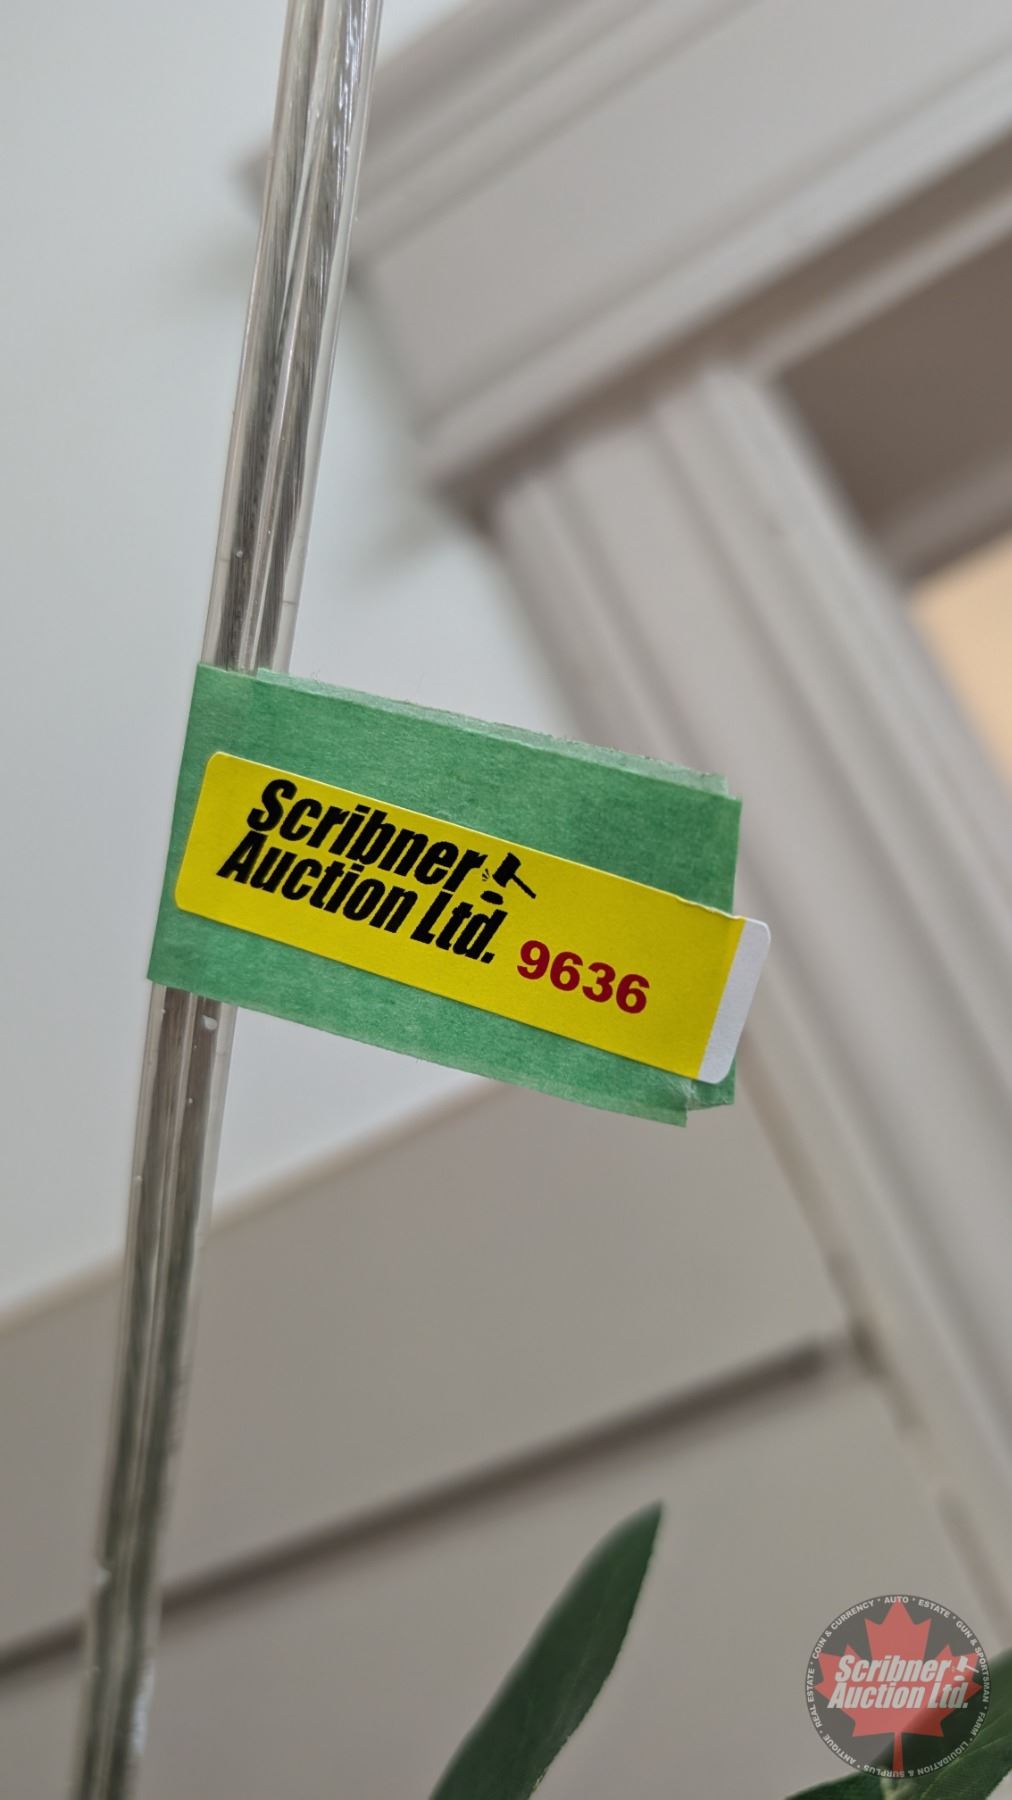 Scribner
Auction Ltd.
9636
COIN & CURRENCY • AUTO • ESTATE • GUN & SPORTSMAN • FARM • LIQUIDATION & SURPLUS • ANTIQUE • REAL ESTATE •
Scribner
Auction Ltd.